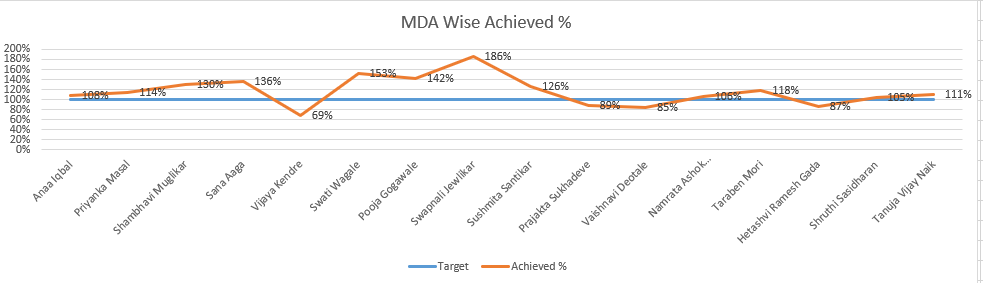 MDA Wise Achieved %
200%
180%
160%
140%
120%
100%
80%
60%
40%
20%
0%
108%
114%
130%
136%
69%
153%
142%
186%
126%
89%
85%
106%
118%
87%
105%
111%
Anaa Iqbal
Priyanka Masal
Shambhavi Muglikar
Sana Aaga
Vijaya Kendre
Swati Wagale
Pooja Gogawale
Swapnali Jewlikar
Sushmita Santikar
Prajakta Sukhadeve
Vaishnavi Deotale
Namrata Ashok...
Taraben Mori
Hetashvi Ramesh Gada
Shruthi Sasidharan
Tanuja Vijay Naik
Target
Achieved %